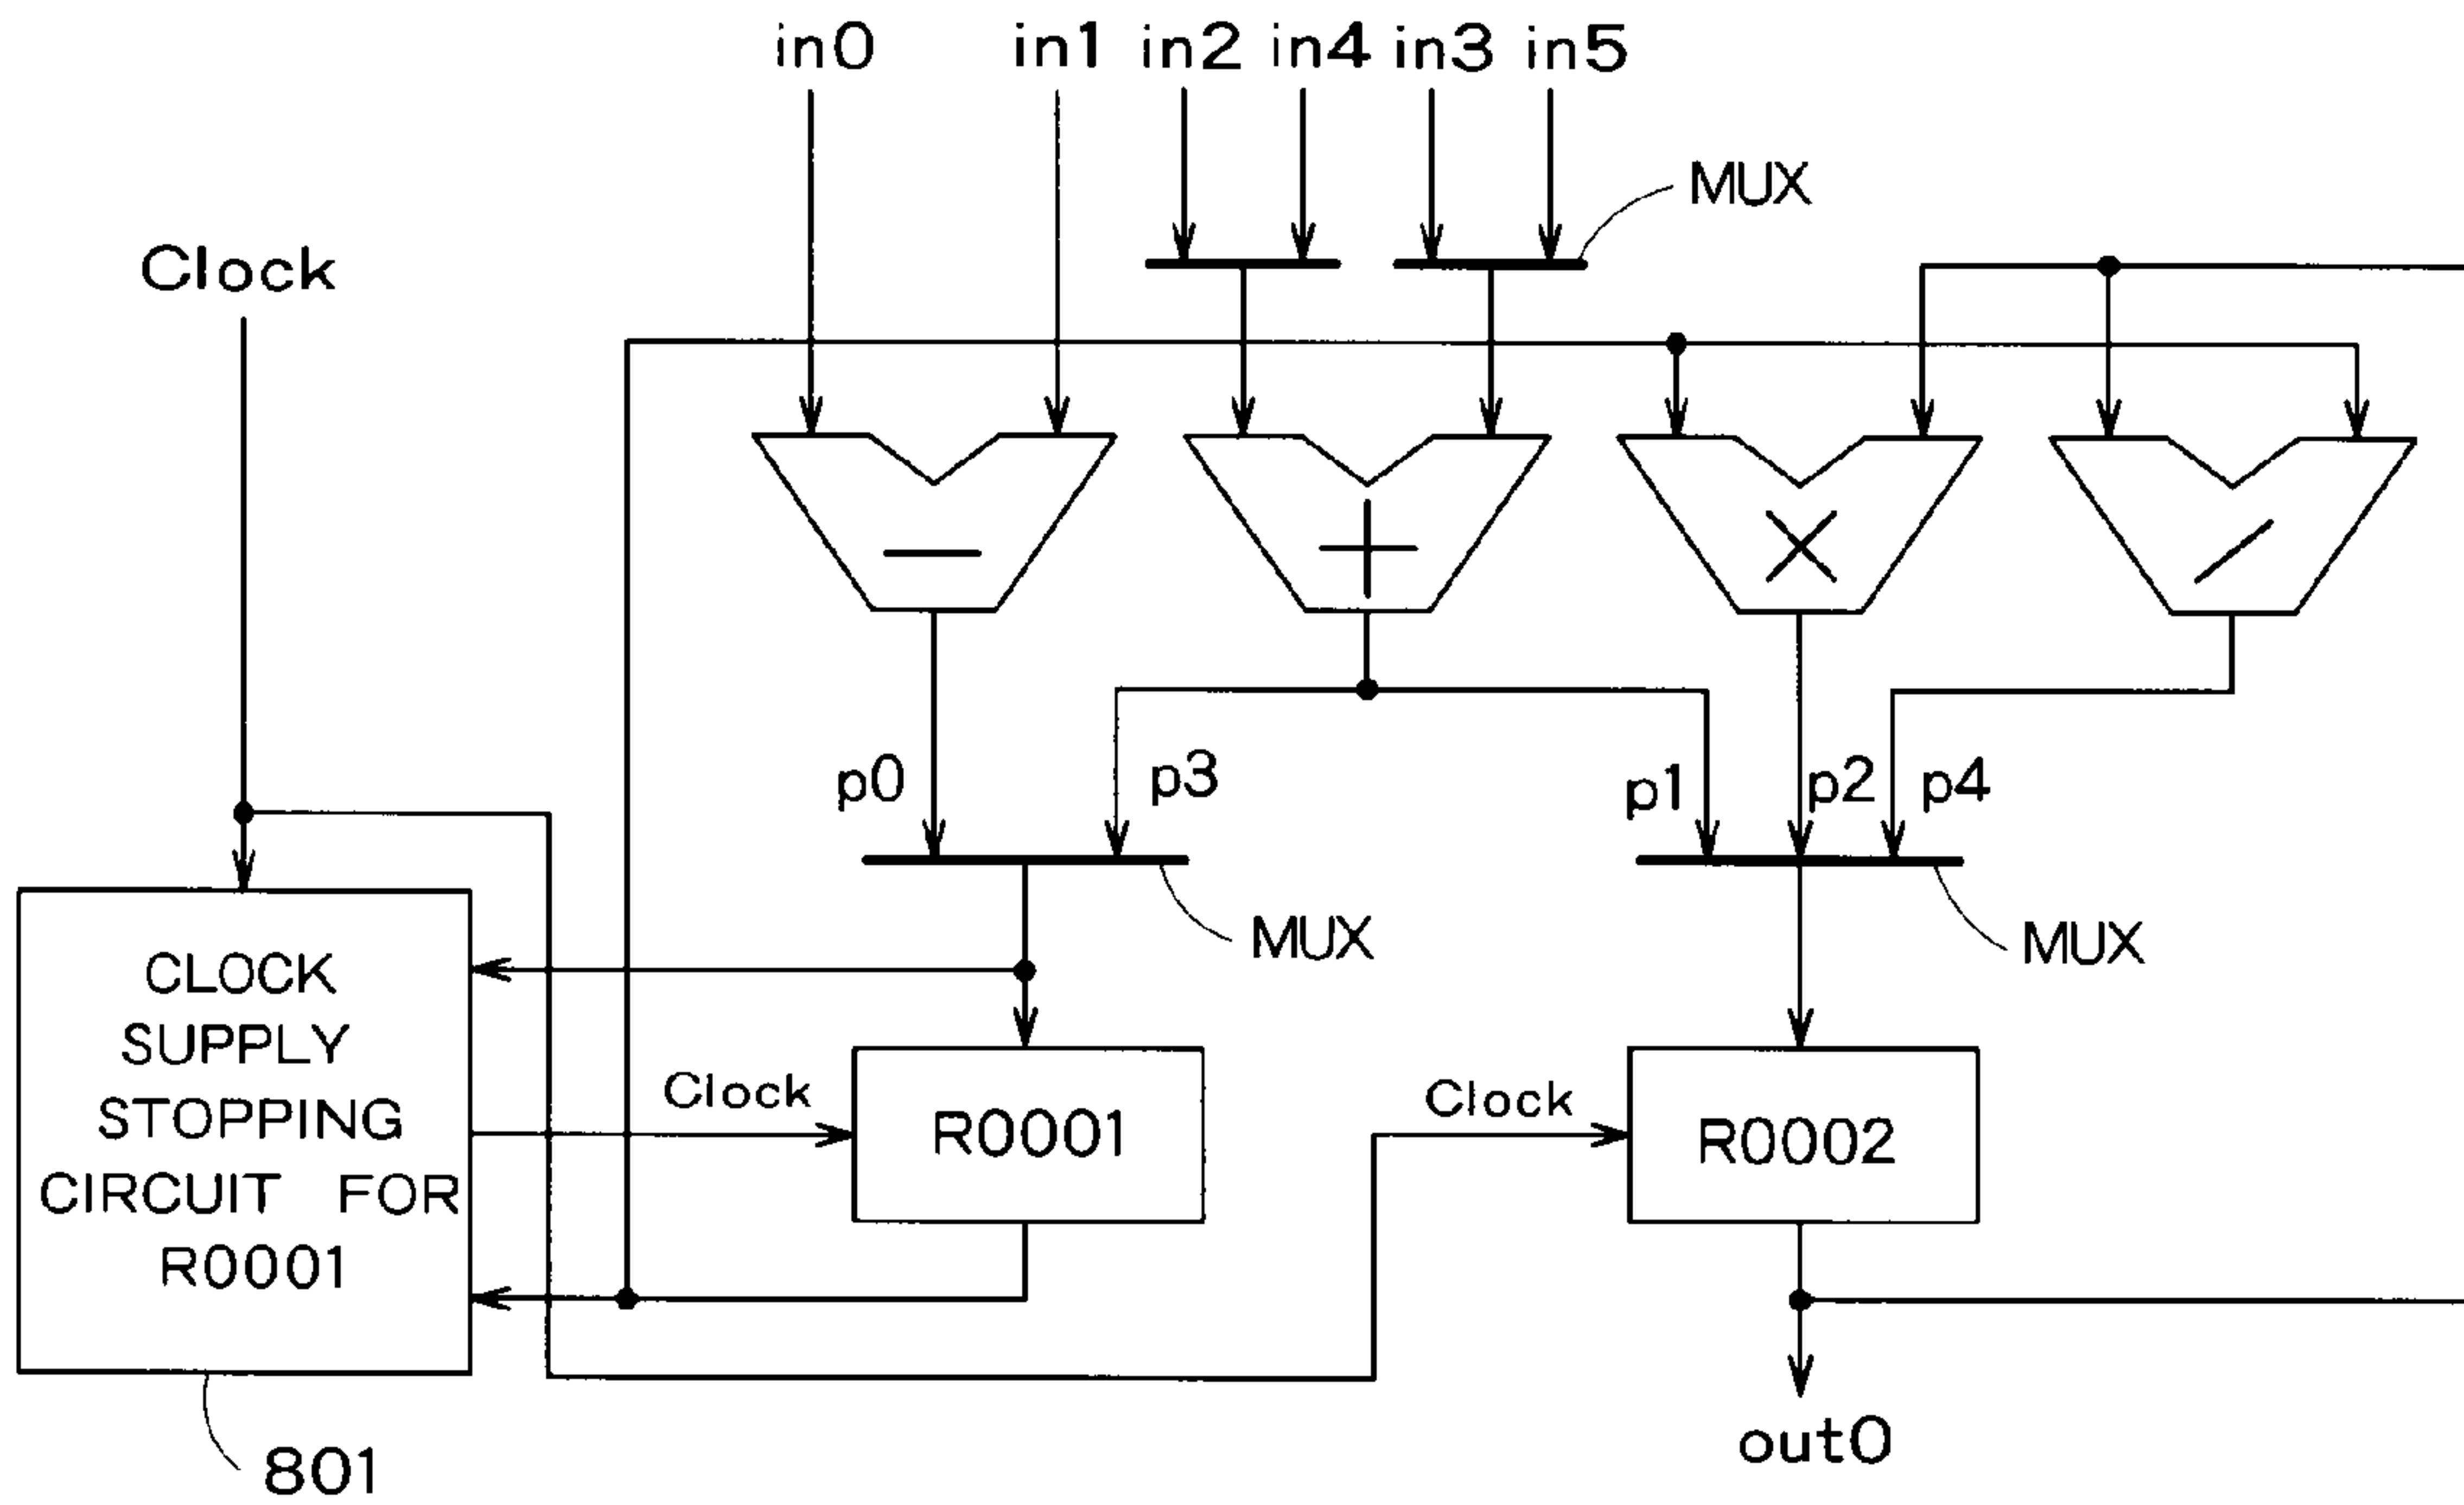 in0 in1 in2 in4 in3 in5
MUX
Clock
—
+
×
/
p0
p3
p1
p2
p4
MUX
MUX
CLOCK
SUPPLY
STOPPING
CIRCUIT FOR
R0001
Clock
R0001
Clock
R0002
out0
801